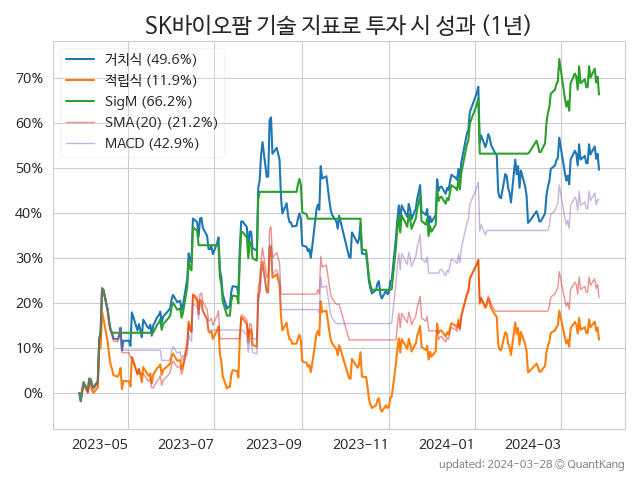 SK바이오팜 기술 지표로 투자 시 성과 (1년)
거치식 (49.6%)
적립식 (11.9%)
SigM (66.2%)
SMA(20) (21.2%)
MACD (42.9%)
70%
60%
50%
40%
30%
20%
10%
0%
2023-05 2023-07 2023-09 2023-11 2024-01 2024-03
updated: 2024-03-28 © QuantKang